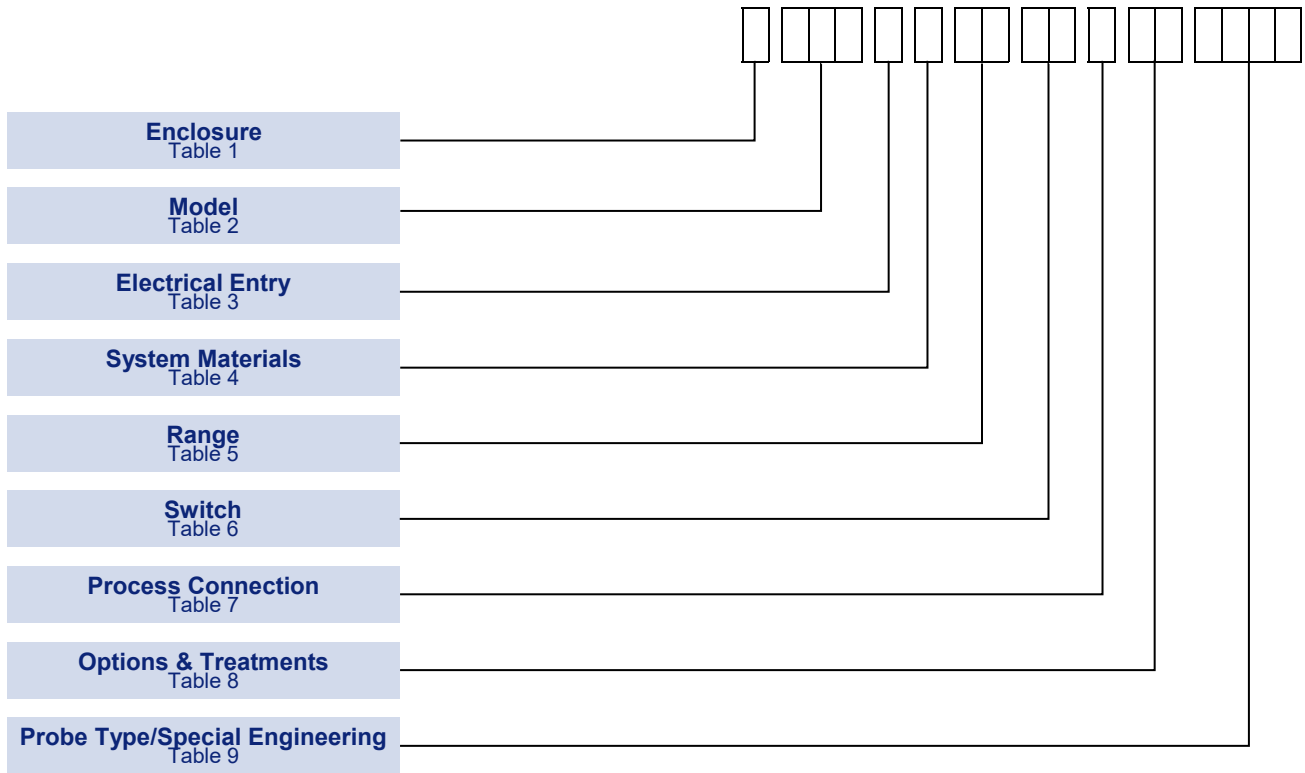 Enclosure
Table 1
Model
Table 2
Electrical Entry
Table 3
System Materials
Table 4
Range
Table 5
Switch
Table 6
Process Connection
Table 7
Options & Treatments
Table 8
Probe Type/Special Engineering
Table 9